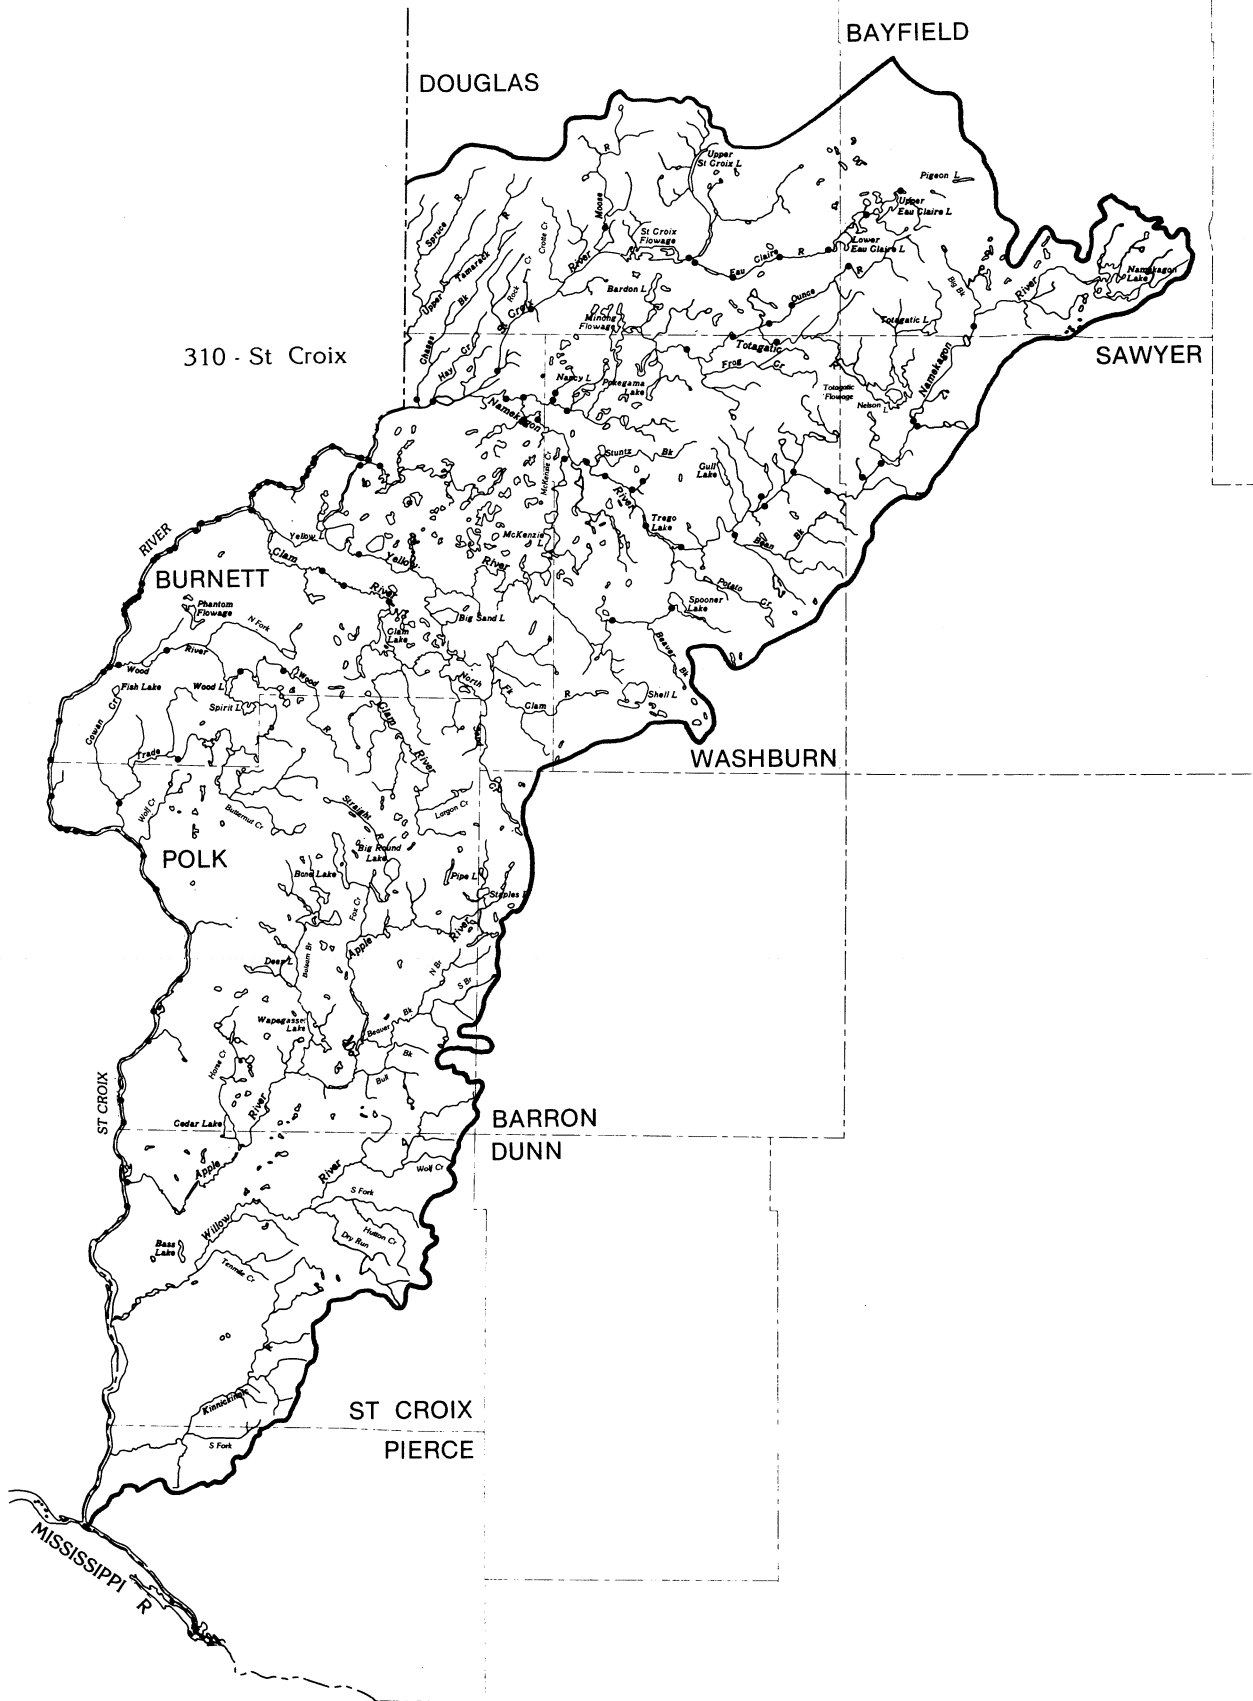 BAYFIELD
DOUGLAS
Upper
St Croix L
Pigeon L
Upper
Eau Claire L
Spruce R
R
R
Moose
Crotte Cr
St Croix
Flowage
Lower
Eau Claire L
Upper Tamarack
River
Eau Claire R
Namekagon
Lake
River
Big Bk
Bardon L
Rock Cr
St Croix
Ounce R
Minong
Flowage
Totagatic L
310 - St Croix
Chases Bk
Hay Cr
Totagatic R
SAWYER
Frog Cr
Namekagon
Nancy L
Pokegama
Lake
Totagatic
Flowage
Nelson L
Namekagon
Stuntz Bk
McKenzie Cr
Gull
Lake
River
RIVER
Yellow L
Trego
Lake
McKenzie
L
Bean Bk
Clam
Yellow
River
BURNETT
River
Potato Cr
Phantom
Flowage
Spooner
Lake
N Fork
Big Sand L
Clam
Lake
River
Beaver Bk
Wood
Wood
North Fk
Fish Lake
Wood L
Shell L
Clam R
Spirit L
Clam
Cowan Cr
R
Trade
River
WASHBURN
Wolf Cr
Butternut Cr
Straight R
Largon Cr
POLK
Big Round
Lake
Bone Lake
Pipe L
Staples L
Fox Cr
River
Apple
Balsam Br
Deer L
N Br
S Br
Wapogasset
Lake
Beaver Bk
Bk
Horse Cr
Bull
ST CROIX
River
Cedar Lake
BARRON
DUNN
Apple
River
Wolf Cr
S Fork
Willow
Hutton Cr
Dry Run
Bass
Lake
Tenmile Cr
R
Kinnickinnic
ST CROIX
S Fork
PIERCE
MISSISSIPPI R